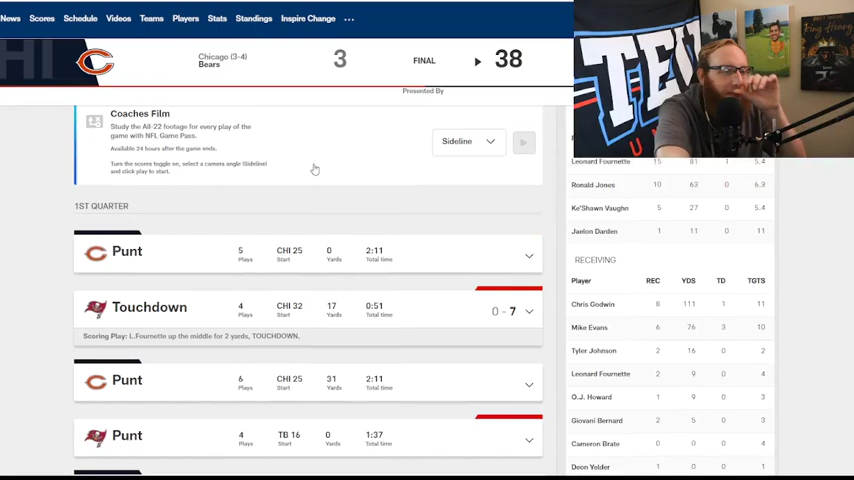 News Scores Schedule Videos Teams Players Stats Standings Inspire Change ...
CHI
Chicago (3-4)
Bears
3
FINAL
38
Presented By
Coaches Film
Study the All-22 footage for every play of the
game with NFL Game Pass.
Available 24 hours after the game ends.
Turn the scores toggle on, select a camera angle (Sideline)
and click play to start.
Sideline
1ST QUARTER
Punt 5 CHI 25 0 2:11
Plays Start Yards Total time
Touchdown 4 CHI 32 17 0:51 0 - 7
Plays Start Yards Total time
Scoring Play: L.Fournette up the middle for 2 yards, TOUCHDOWN.
Punt 6 CHI 25 31 2:11
Plays Start Yards Total time
Punt 4 TB 16 0 1:37
Plays Start Yards Total time
Leonard Fournette 15 81 1 5.4
Ronald Jones 10 63 0 6.3
Ke'Shawn Vaughn 5 27 0 5.4
Jaelon Darden 1 11 0 11
RECEIVING
Player REC YDS TD TGTS
Chris Godwin 8 111 1 11
Mike Evans 6 76 3 10
Tyler Johnson 2 16 0 2
Leonard Fournette 2 9 0 4
O.J. Howard 1 9 0 3
Giovani Bernard 2 5 0 3
Cameron Brate 0 0 0 4
Deon Yelder 1 0 0 1
King Henry